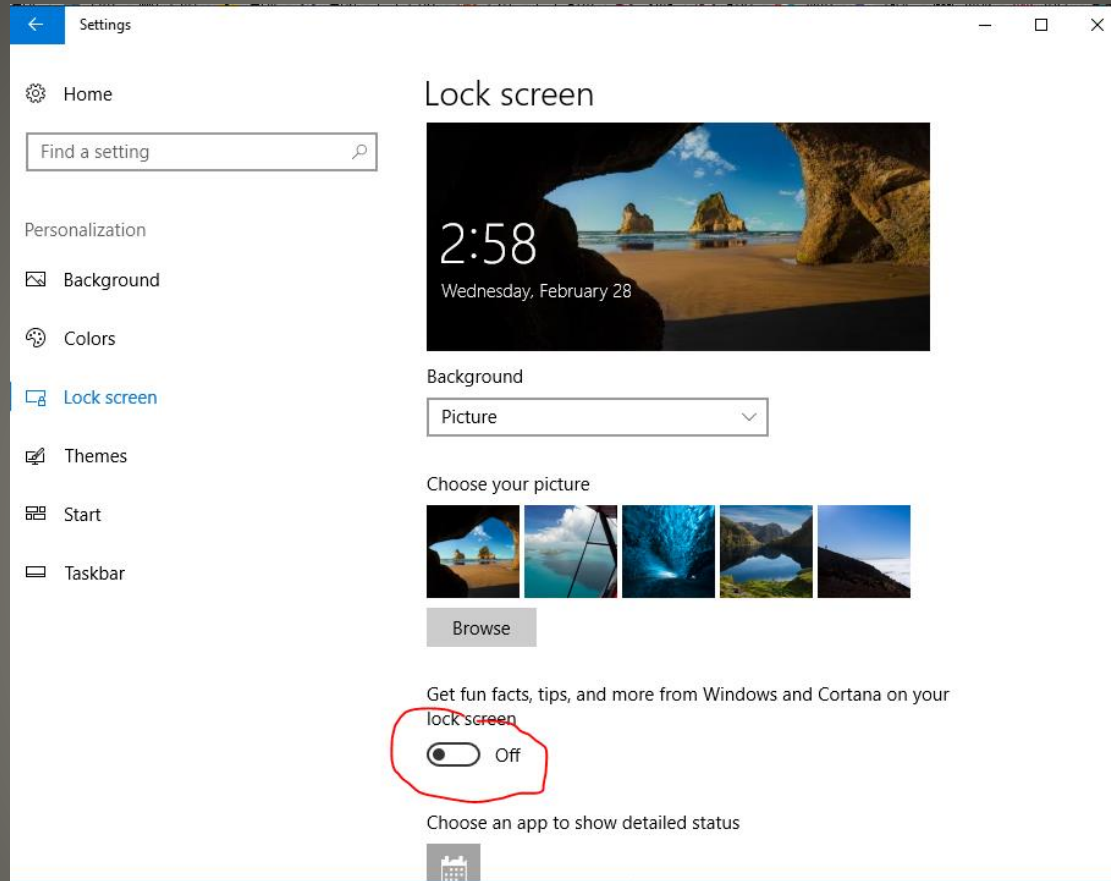 Settings
Home
Find a setting
Personalization
Background
Colors
Lock screen
Themes
Start
Taskbar
Lock screen
2:58
Wednesday, February 28
Background
Picture
Choose your picture
Browse
Get fun facts, tips, and more from Windows and Cortana on your
lock screen
Off
Choose an app to show detailed status